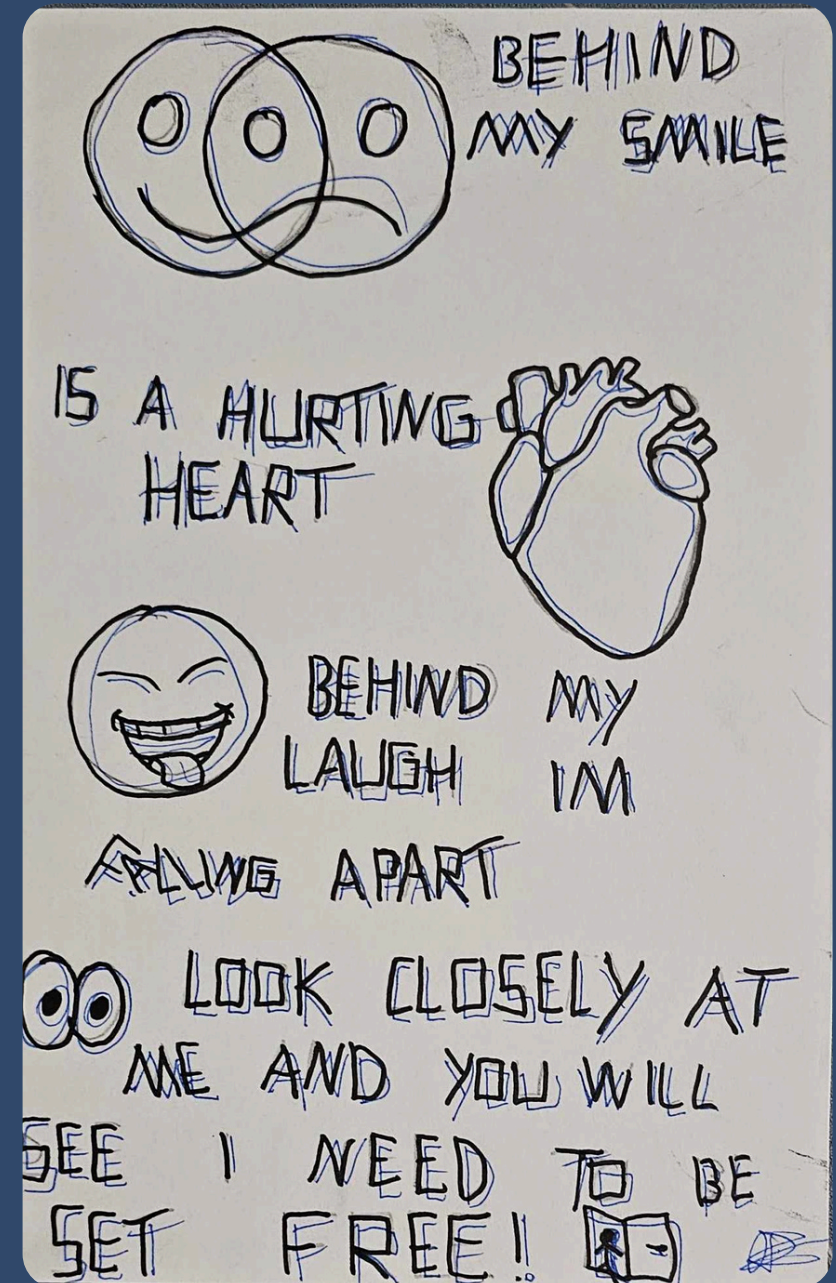 BEHIND
MY SMILE
IS A HURTING
HEART
BEHIND MY
LAUGH IM
FALLING APART
LOOK CLOSELY AT
ME AND YOU WILL
SEE I NEED TO BE
SET FREE!